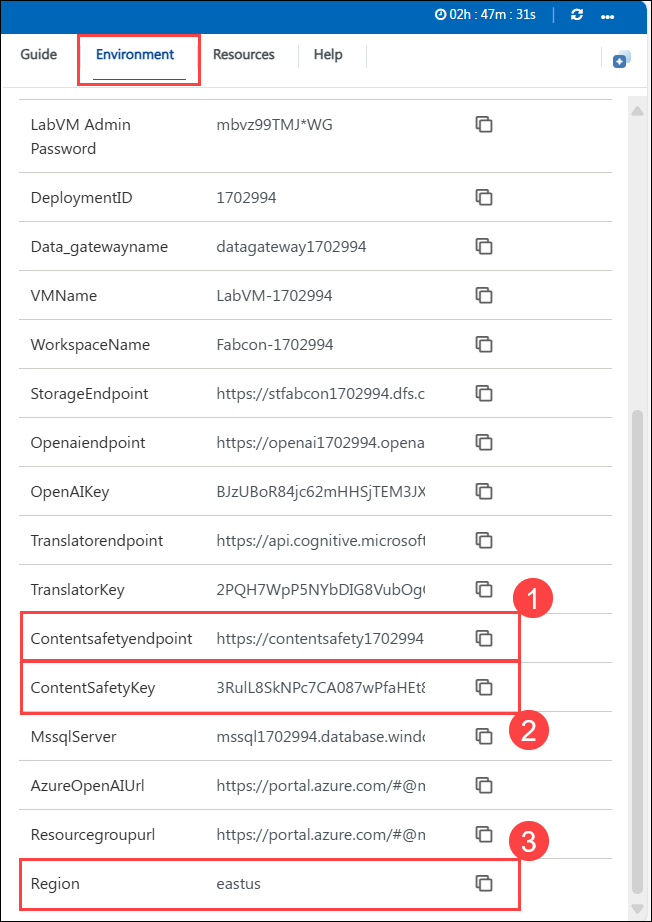 02h : 47m : 31s
Guide Environment Resources Help
LabVM Admin mbvz99TMJ*WG
Password
DeploymentID 1702994
Data_gatewayname datagateway1702994
VMName LabVM-1702994
WorkspaceName Fabcon-1702994
StorageEndpoint https://stfabcon1702994.dfs.c
Openaiendpoint https://openai1702994.opena
OpenAIKey BJzUBoR84jc62mHHSjTEM3JX
Translatorendpoint https://api.cognitive.microsoft
TranslatorKey 2PQH7WpP5NYbDIG8VubOg
1
Contentsafetyendpoint https://contentsafety1702994
ContentSafetyKey 3RulL8SkNPc7CA087wPfaHEt8
2
MssqlServer mssql1702994.database.windo
AzureOpenAIUrl https://portal.azure.com/#@m
Resourcegroupurl https://portal.azure.com/#@m
3
Region eastus